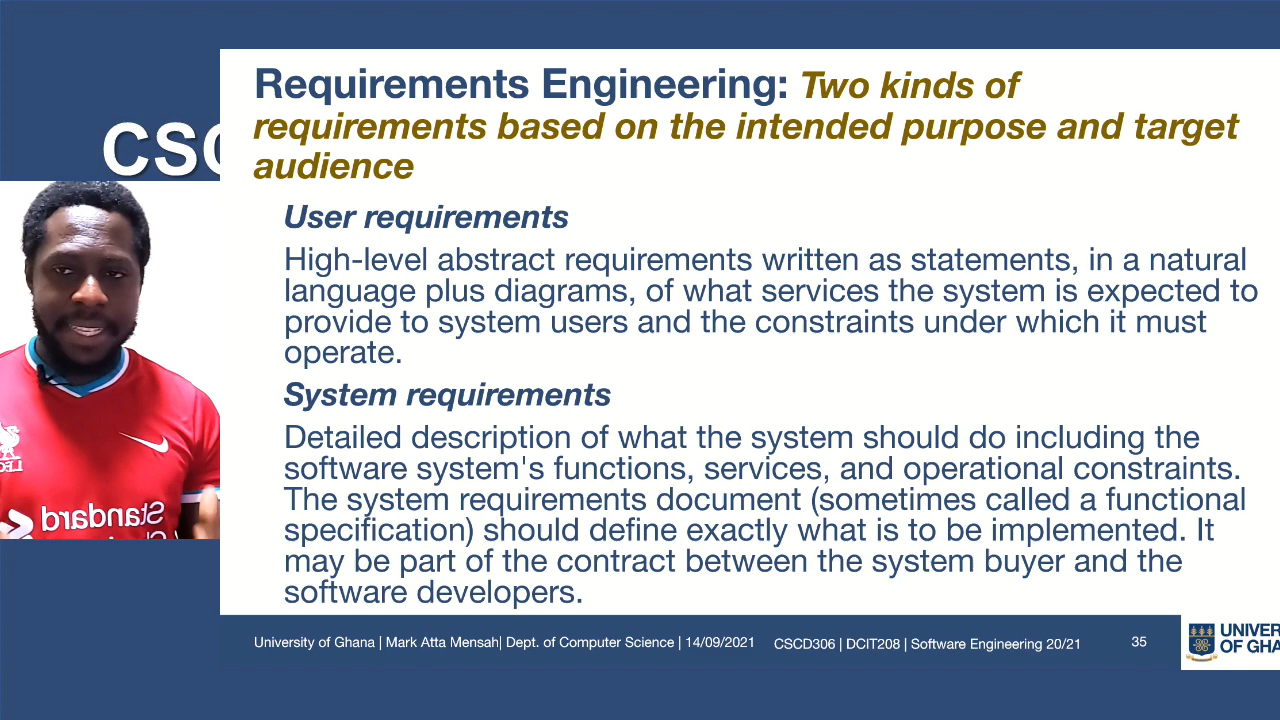 Requirements Engineering: Two kinds of
requirements based on the intended purpose and target
audience
CSC
User requirements
High-level abstract requirements written as statements, in a natural
language plus diagrams, of what services the system is expected to
provide to system users and the constraints under which it must
operate.
System requirements
Detailed description of what the system should do including the
software system's functions, services, and operational constraints.
The system requirements document (sometimes called a functional
specification) should define exactly what is to be implemented. It
may be part of the contract between the system buyer and the
software developers.
LFC
Standard
University of Ghana | Mark Atta Mensah| Dept. of Computer Science | 14/09/2021 CSCD306 | DCIT208 | Software Engineering 20/21 35
UNIVER
OF GHA